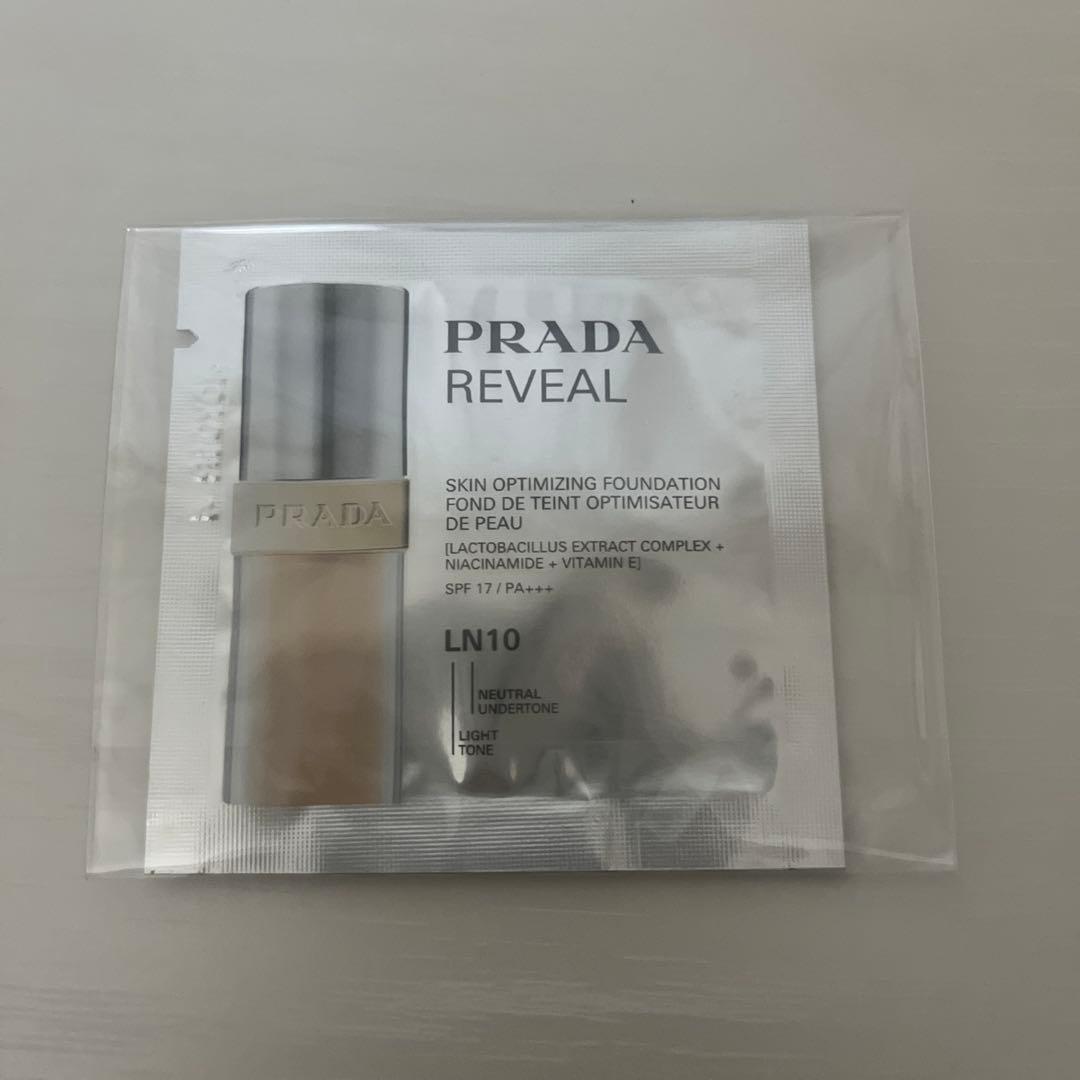 PRADA
REVEAL
SKIN OPTIMIZING FOUNDATION
FOND DE TEINT OPTIMISATEUR
DE PEAU
[LACTOBACILLUS EXTRACT COMPLEX +
NIACINAMIDE + VITAMIN E]
SPF 17 / PA+++
LN10
NEUTRAL
UNDERTONE
LIGHT
TONE
PRADA